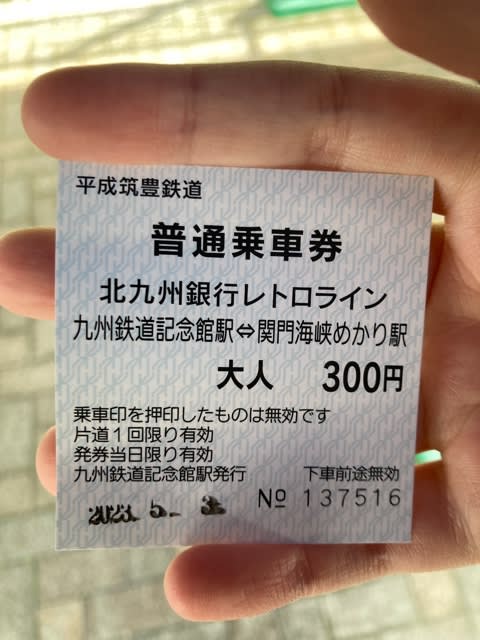 平成筑豊鉄道
普通乗車券
北九州銀行レトロライン
九州鉄道記念館駅⇔関門海峡めかり駅
大人 300円
乗車印を押印したものは無効です
片道1回限り有効
発券当日限り有効
九州鉄道記念館駅発行 下車前途無効
2023. 5. 3. № 137516